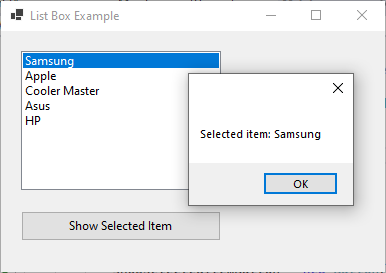 List Box Example
Samsung
Apple
Cooler Master
Asus
HP
Selected item: Samsung
OK
Show Selected Item